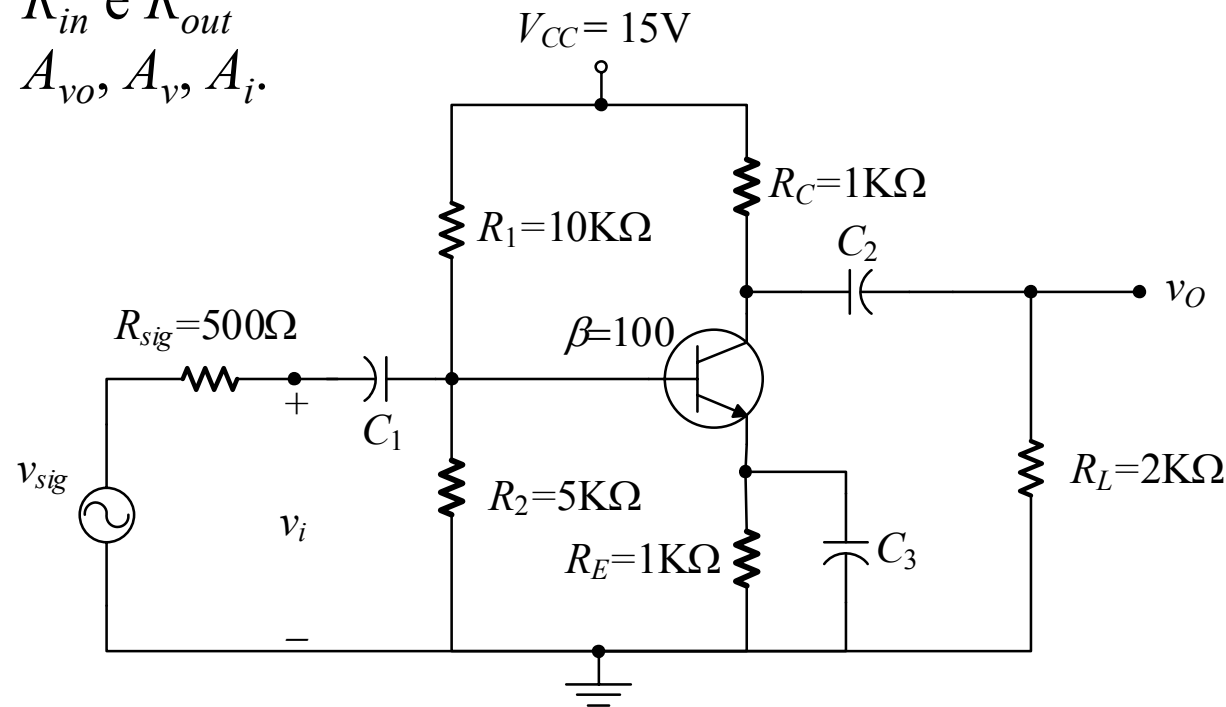 R_in e R_out
A_vo, A_v, A_i.
V_CC = 15V
R_C=1KΩ
R_1=10KΩ
C_2
v_O
R_sig=500Ω
β=100
+
C_1
v_sig
R_2=5KΩ
R_L=2KΩ
v_i
R_E=1KΩ
C_3
−